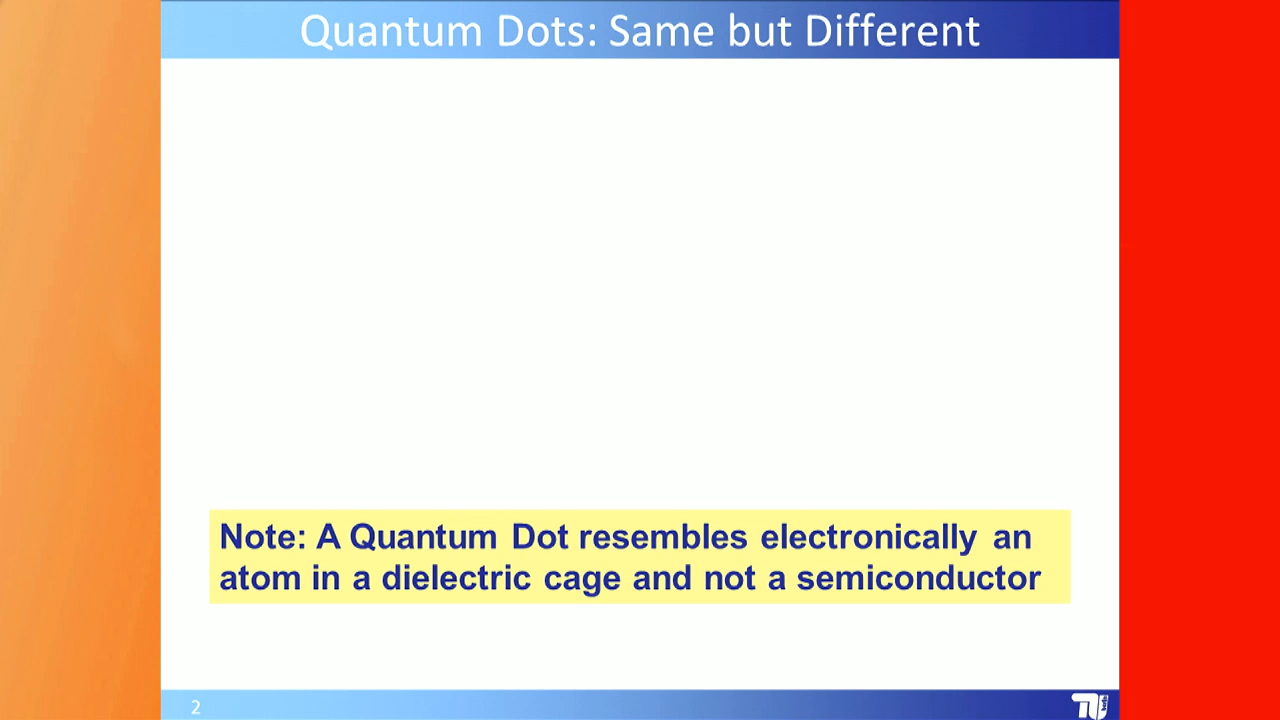 Quantum Dots: Same but Different
Note: A Quantum Dot resembles electronically an
atom in a dielectric cage and not a semiconductor
2